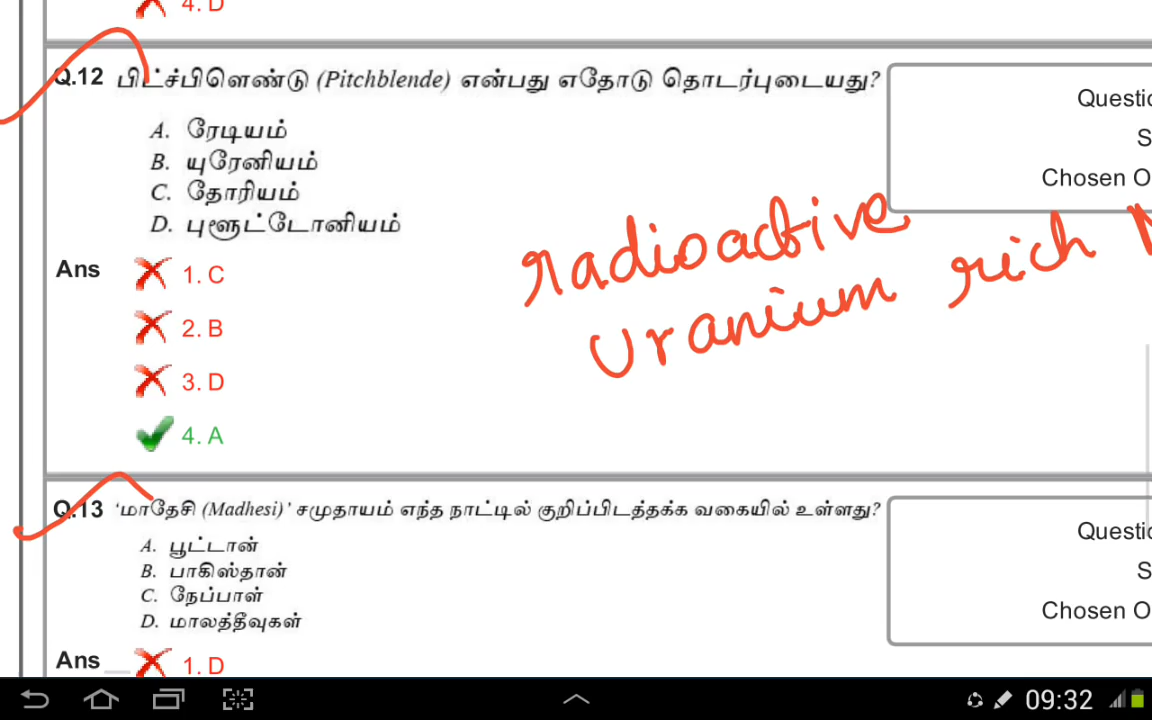 4. D
Q.12 பிட்ச்பிளெண்டு (Pitchblende) என்பது எதோடு தொடர்புடையது?
A. ரேடியம்
B. யுரேனியம்
C. தோரியம்
D. புளூட்டோனியம்
Ans
1. C
2. B
3. D
4. A
radioactive
Uranium rich
Questio
S
Chosen O
Q.13 'மாதேசி (Madhesi)' சமுதாயம் எந்த நாட்டில் குறிப்பிடத்தக்க வகையில் உள்ளது?
A. பூட்டான்
B. பாகிஸ்தான்
C. நேப்பாள்
D. மாலத்தீவுகள்
Ans
1. D
Questio
S
Chosen O
09:32